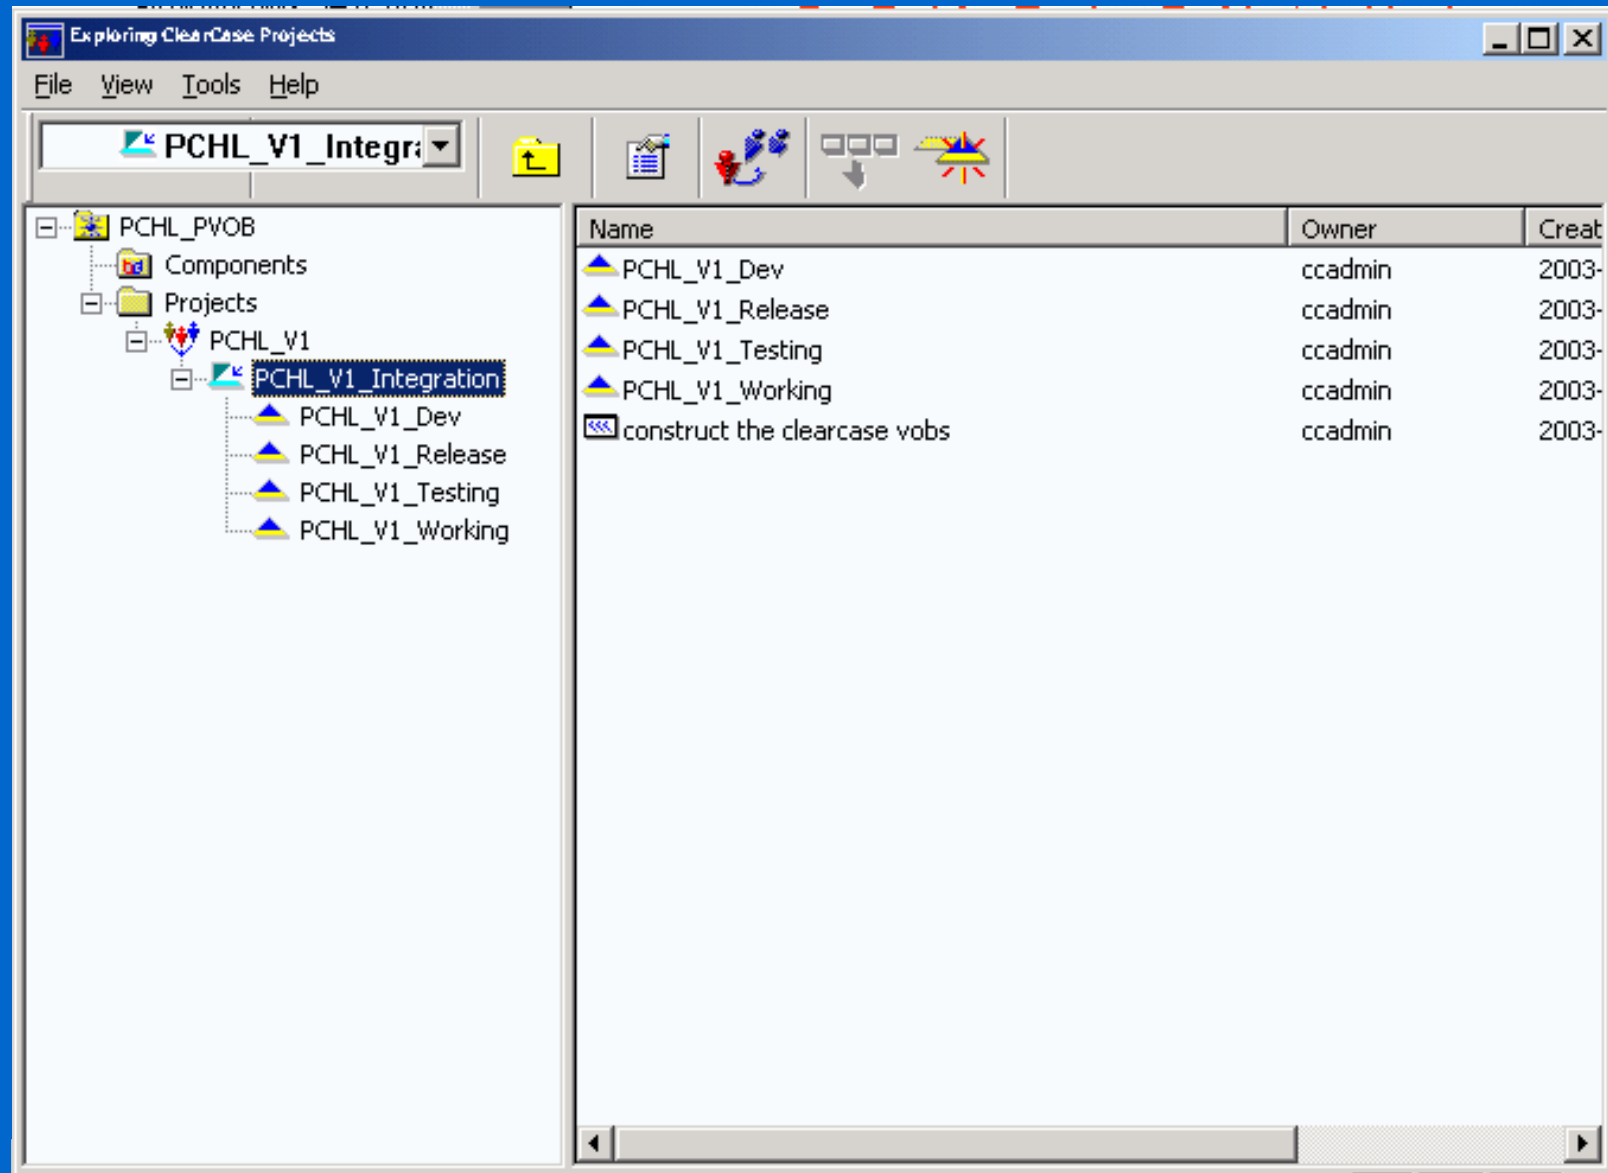 Exploring ClearCase Projects
File View Tools Help
PCHL_V1_Integra
PCHL_PVOB
Components
Projects
PCHL_V1
PCHL_V1_Integration
PCHL_V1_Dev
PCHL_V1_Release
PCHL_V1_Testing
PCHL_V1_Working
Name Owner Creat
PCHL_V1_Dev ccadmin 2003-
PCHL_V1_Release ccadmin 2003-
PCHL_V1_Testing ccadmin 2003-
PCHL_V1_Working ccadmin 2003-
construct the clearcase vobs ccadmin 2003-